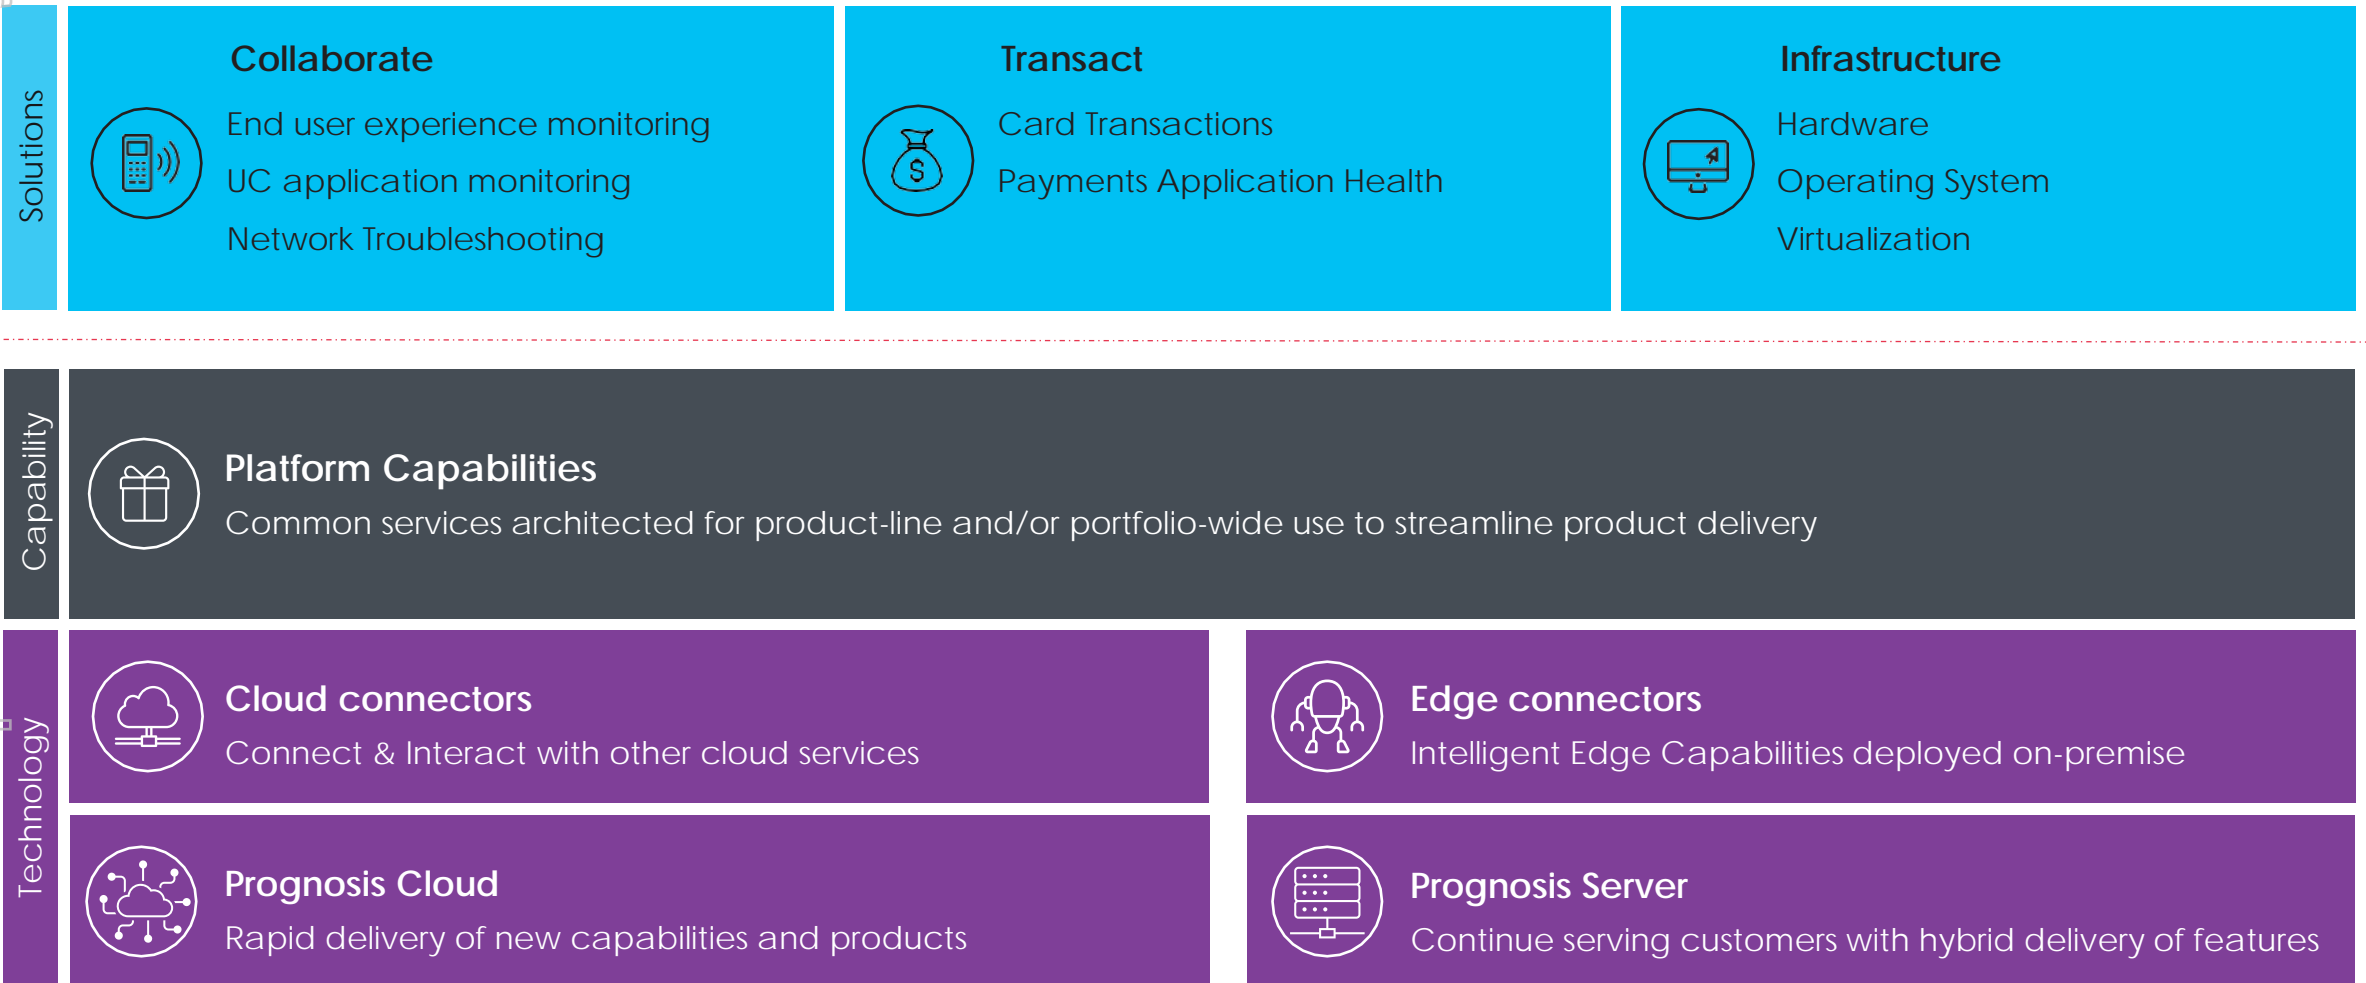 Solutions
Collaborate
End user experience monitoring
UC application monitoring
Network Troubleshooting
Transact
Card Transactions
Payments Application Health
Infrastructure
Hardware
Operating System
Virtualization
Capability
Platform Capabilities
Common services architected for product-line and/or portfolio-wide use to streamline product delivery
Technology
Cloud connectors
Connect & Interact with other cloud services
Edge connectors
Intelligent Edge Capabilities deployed on-premise
Prognosis Cloud
Rapid delivery of new capabilities and products
Prognosis Server
Continue serving customers with hybrid delivery of features